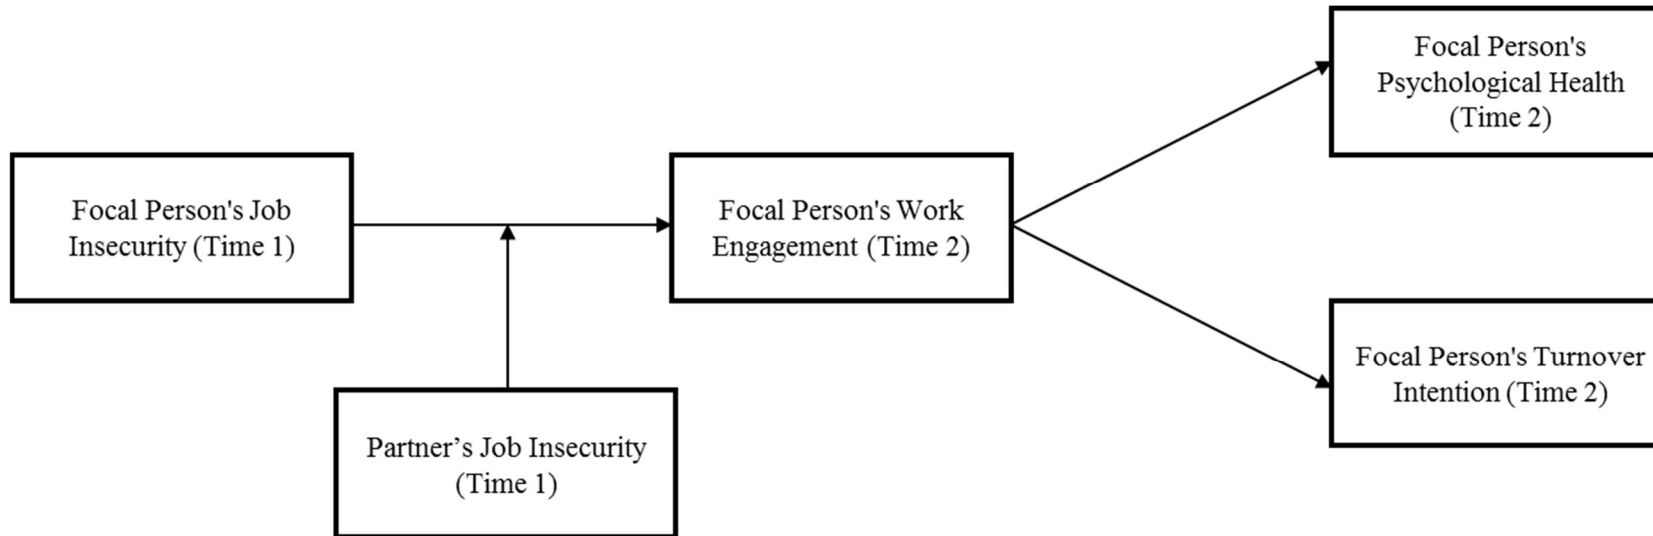 Focal Person's
Psychological Health
(Time 2)
Focal Person's Job
Insecurity (Time 1)
Focal Person's Work
Engagement (Time 2)
Focal Person's Turnover
Intention (Time 2)
Partner’s Job Insecurity
(Time 1)